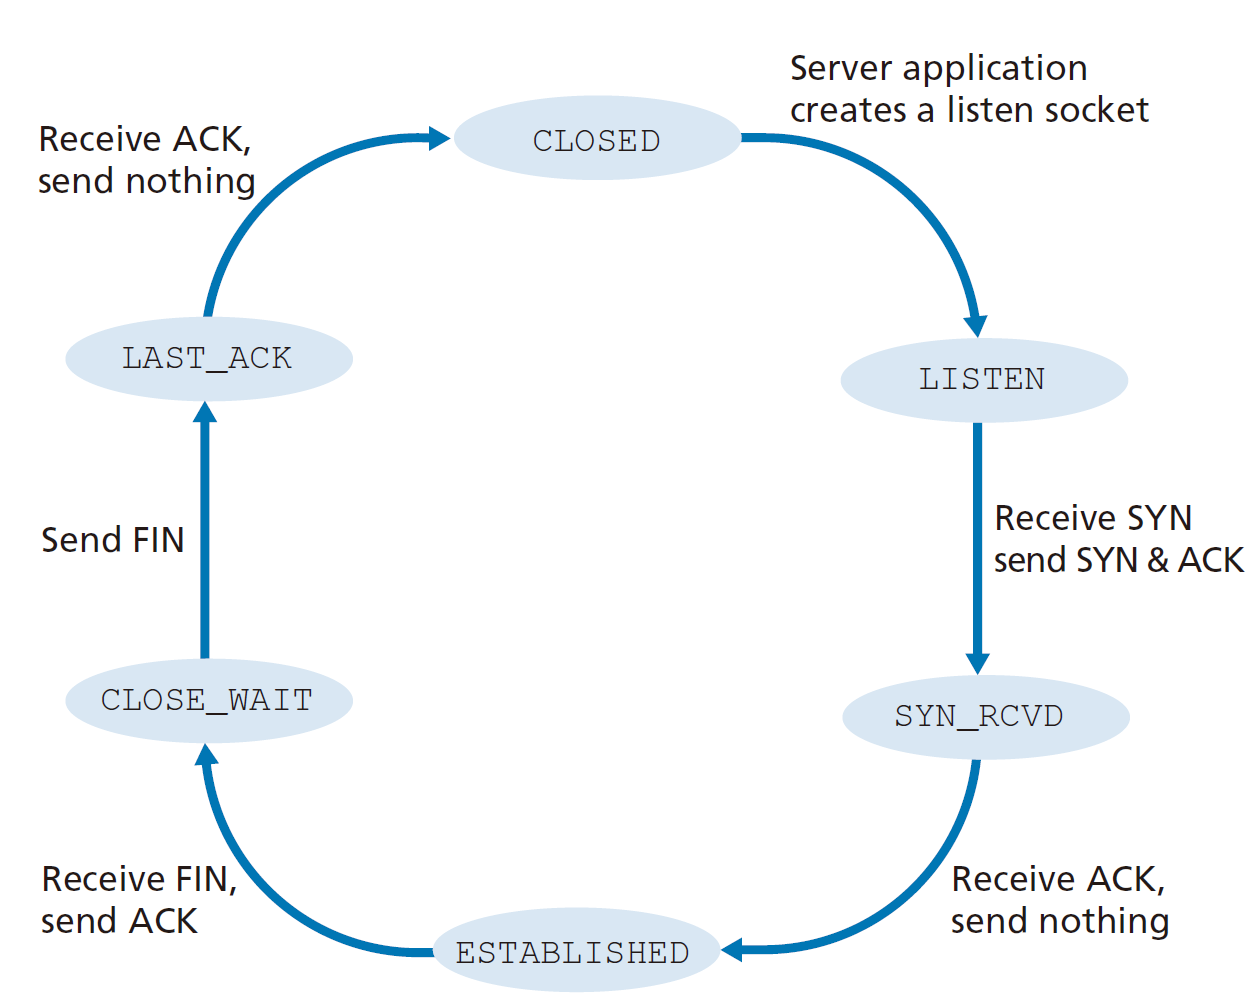 Server application
creates a listen socket
Receive ACK,
send nothing
CLOSED
LAST_ACK
LISTEN
Send FIN
Receive SYN
send SYN & ACK
CLOSE_WAIT
SYN_RCVD
Receive FIN,
send ACK
Receive ACK,
send nothing
ESTABLISHED